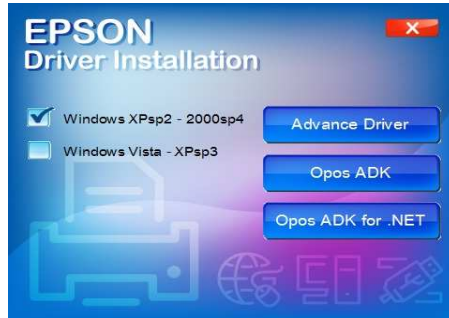 EPSON
Driver Installation
Windows XPsp2 - 2000sp4
Windows Vista - XPsp3
Advance Driver
Opos ADK
Opos ADK for .NET